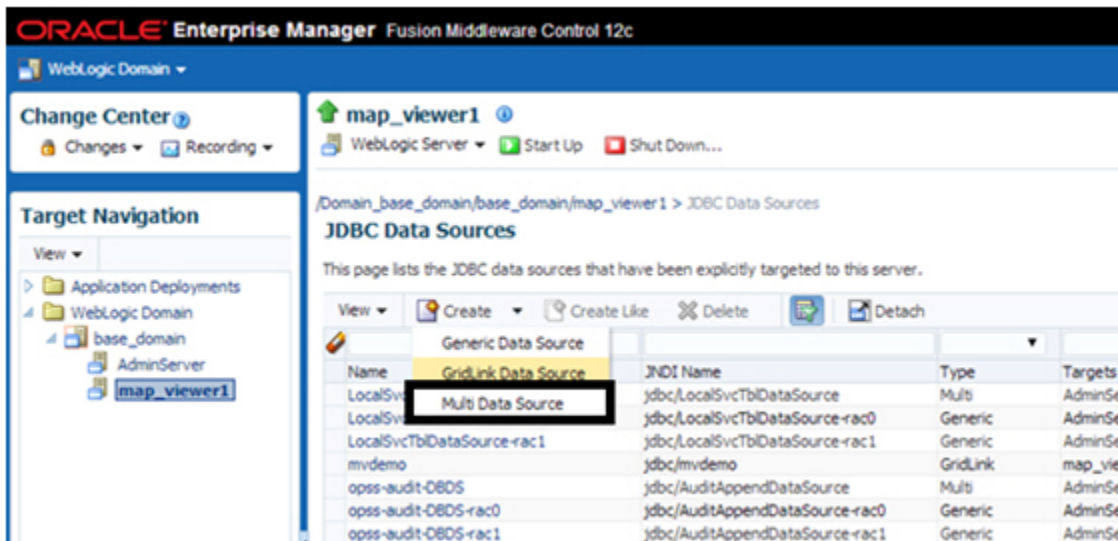 ORACLE Enterprise Manager Fusion Middleware Control 12c
WebLogic Domain
Change Center
Changes
Recording
Target Navigation
View
Application Deployments
WebLogic Domain
base_domain
AdminServer
map_viewer1
map_viewer1
WebLogic Server
Start Up
Shut Down...
/Domain_base_domain/base_domain/map_viewer1 > JDBC Data Sources
JDBC Data Sources
This page lists the JDBC data sources that have been explicitly targeted to this server.
View
Create
Create Like
Delete
Detach
Generic Data Source
GridLink Data Source
Multi Data Source
Name JNDI Name Type Targets
LocalSv jdbc/LocalSvcTblDataSource Multi AdminSe
LocalSv jdbc/LocalSvcTblDataSource-rac0 Generic AdminSe
LocalSvcTblDataSource-rac1 jdbc/LocalSvcTblDataSource-rac1 Generic AdminSe
mvdemo jdbc/mvdemo GridLink map_vie
opss-audit-DBDS jdbc/AuditAppendDataSource Multi AdminSe
opss-audit-DBDS-rac0 jdbc/AuditAppendDataSource-rac0 Generic AdminSe
opss-audit-DBDS-rac1 jdbc/AuditAppendDataSource-rac1 Generic AdminSe